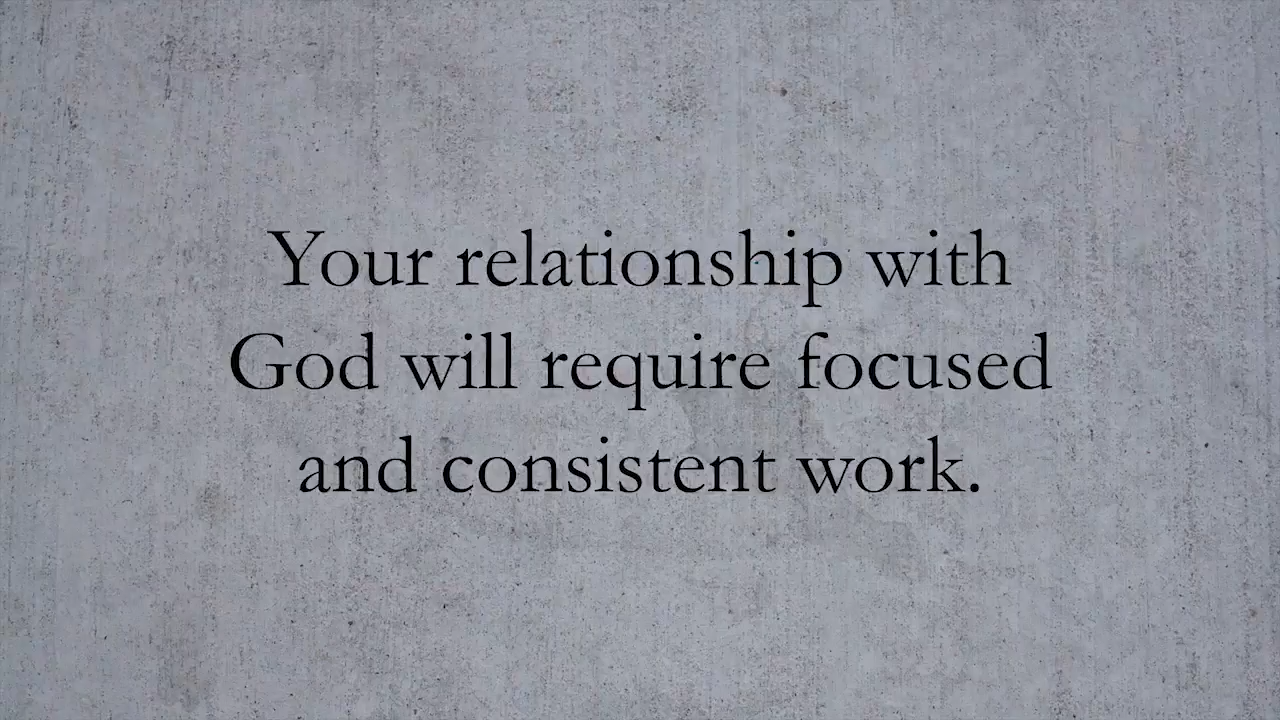 Your relationship with
God will require focused
and consistent work.